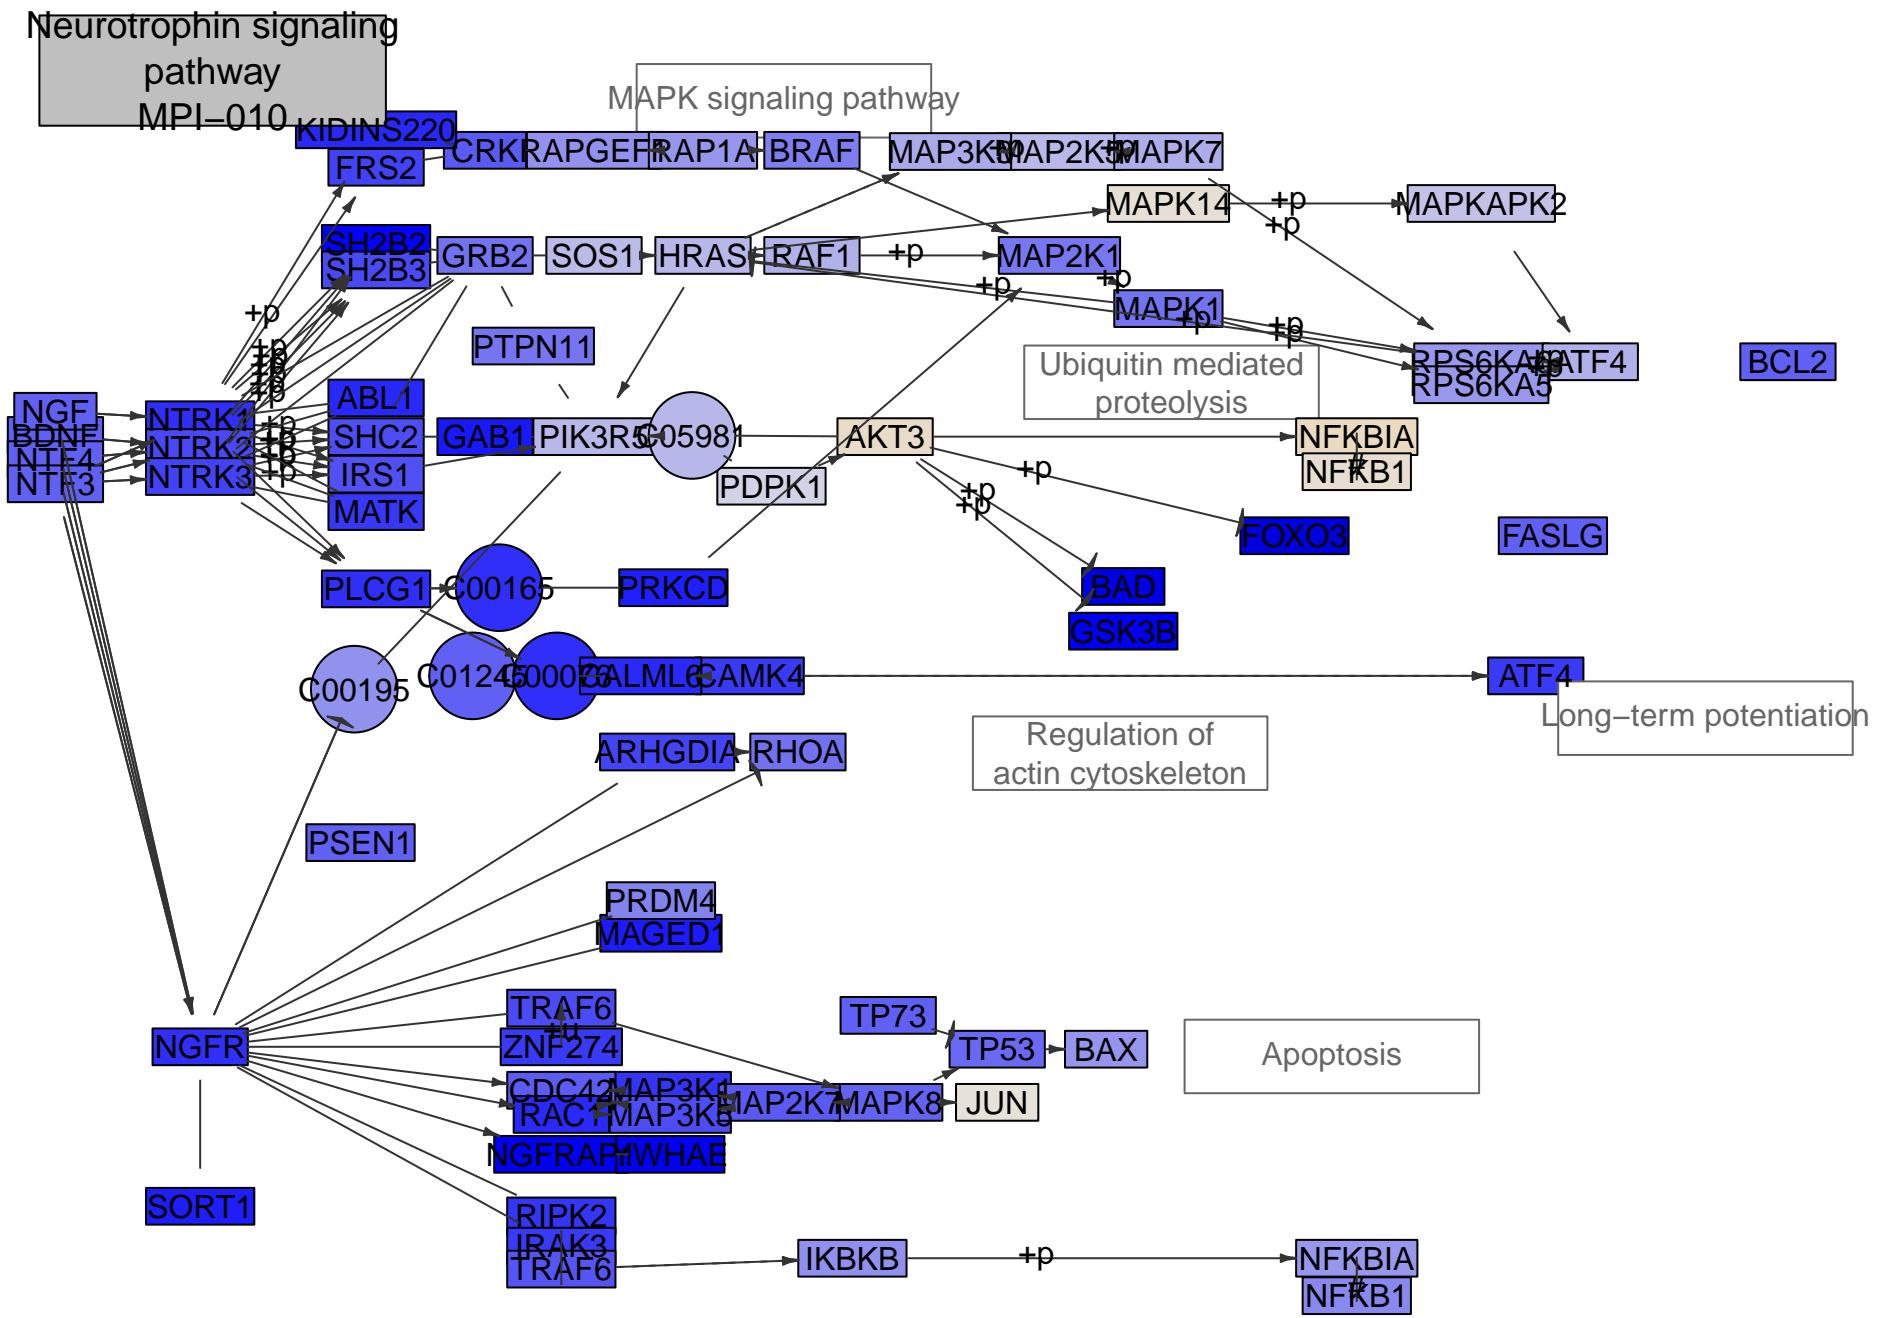 Neurotrophin signaling
pathway
MPI−010
MAPK signaling pathway
KIDINS220
FRS2
CRK
RAPGEF1
RAP1A
BRAF
MAP3K3
+p
MAP2K5
+p
MAPK7
MAPK14
+p
+p
MAPKAPK2
SH2B2
SH2B3
GRB2
SOS1
HRAS
RAF1
+p
MAP2K1
+p
+p
MAPK1
+p
+p
+p
PTPN11
Ubiquitin mediated
proteolysis
RPS6KA6
RPS6KA5
+p
+p
ATF4
BCL2
+p
+p
+p
+p
+p
+p
NGF
BDNF
NTF4
NTF3
NTRK1
NTRK2
NTRK3
+p
+p
+p
+p
ABL1
SHC2
IRS1
MATK
GAB1
PIK3R5
C05981
PDPK1
AKT3
+p
+p
+p
NFKBIA
NFKB1
FOXO3
FASLG
BAD
GSK3B
PLCG1
C00165
PRKCD
C00195
C01245
C00076
CALML6
CAMK4
ATF4
Long−term potentiation
ARHGDIA
RHOA
Regulation of
actin cytoskeleton
PSEN1
PRDM4
MAGED1
NGFR
TRAF6
+u
ZNF274
TP73
TP53
BAX
Apoptosis
CDC42
RAC1
MAP3K1
MAP3K5
MAP2K7
MAPK8
JUN
NGFRAP1
YWHAE
SORT1
RIPK2
IRAK3
TRAF6
IKBKB
+p
NFKBIA
NFKB1